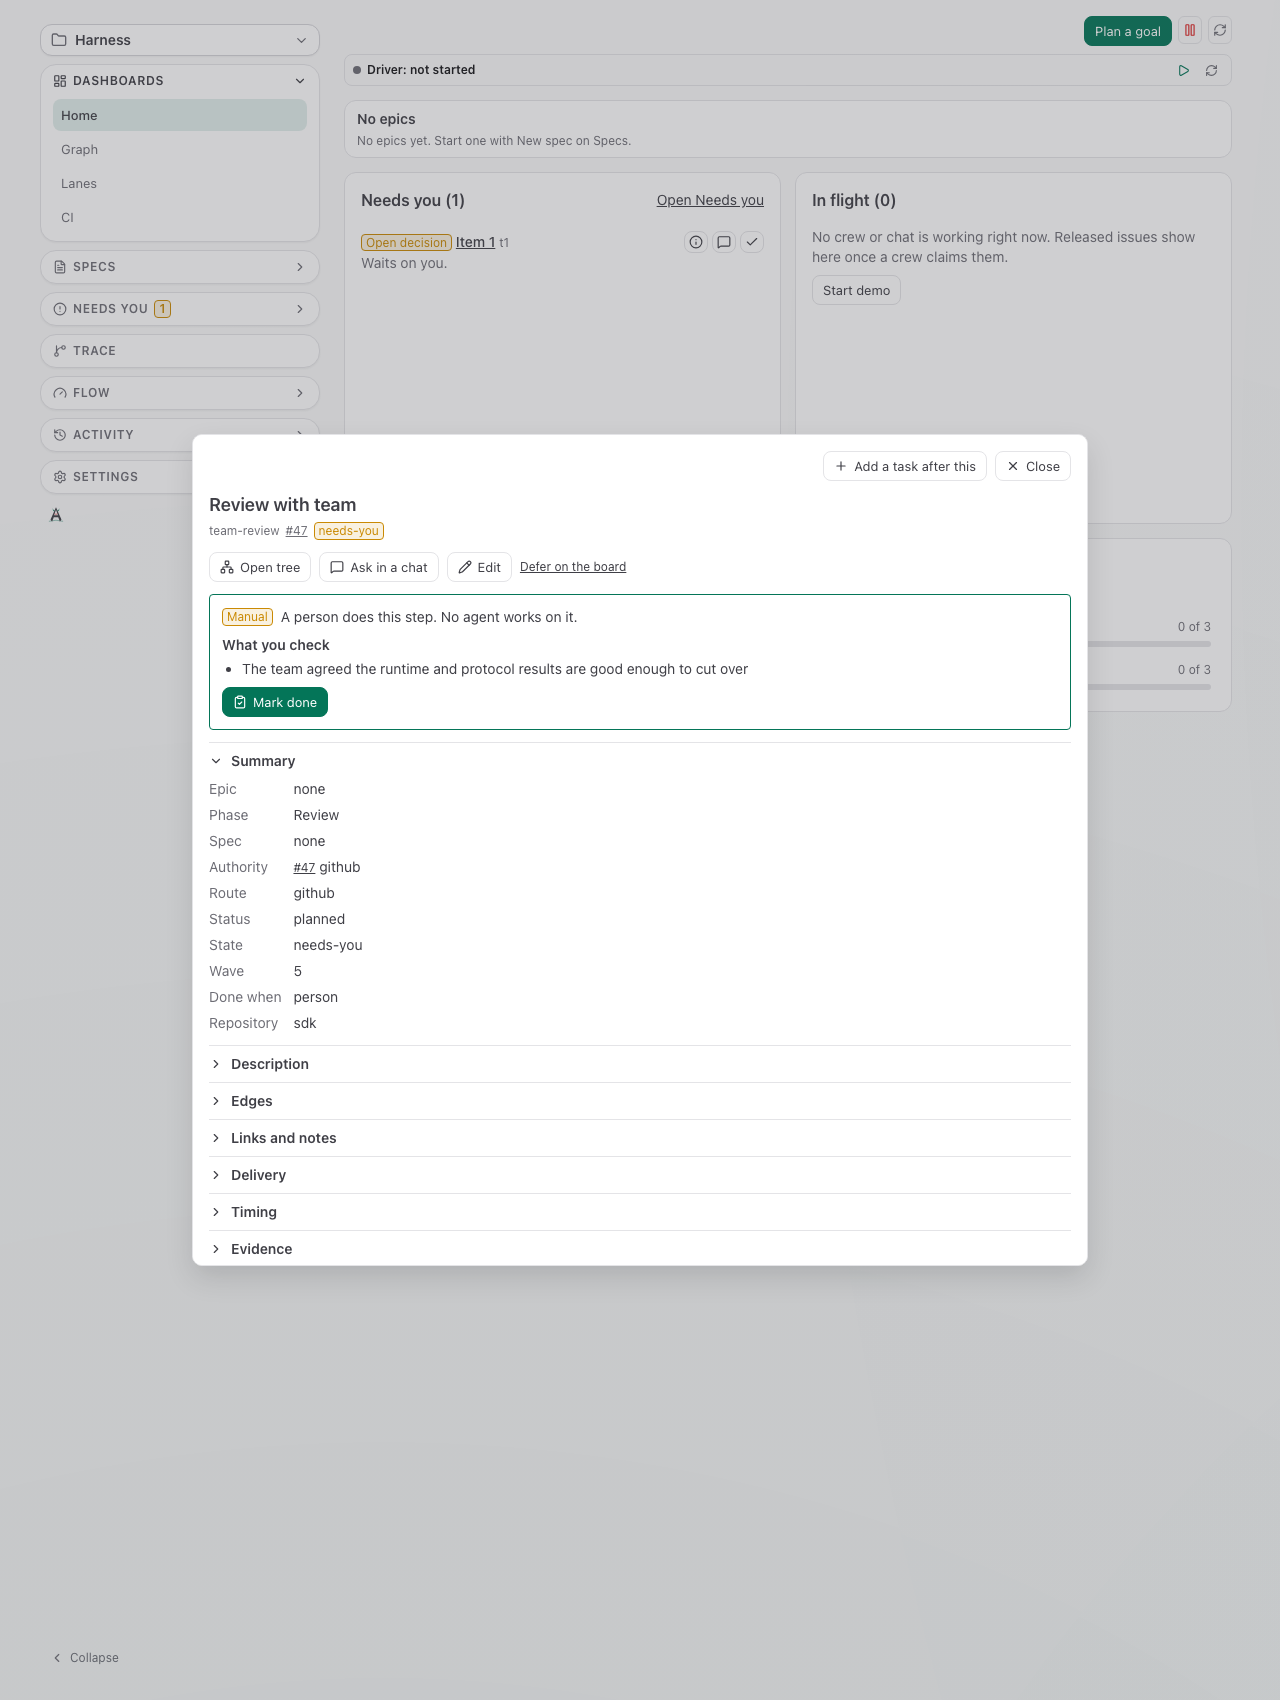 Harness
DASHBOARDS
Home
Graph
Lanes
CI
SPECS
NEEDS YOU 1
TRACE
FLOW
ACTIVITY
SETTINGS
Collapse
Plan a goal
Driver: not started
No epics
No epics yet. Start one with New spec on Specs.
Needs you (1)
Open Needs you
Open decision Item 1 t1
Waits on you.
In flight (0)
No crew or chat is working right now. Released issues show
here once a crew claims them.
Start demo
0 of 3
0 of 3
Add a task after this
Close
Review with team
team-review #47 needs-you
Open tree
Ask in a chat
Edit
Defer on the board
Manual A person does this step. No agent works on it.
What you check
The team agreed the runtime and protocol results are good enough to cut over
Mark done
Summary
Epic none
Phase Review
Spec none
Authority #47 github
Route github
Status planned
State needs-you
Wave 5
Done when person
Repository sdk
Description
Edges
Links and notes
Delivery
Timing
Evidence